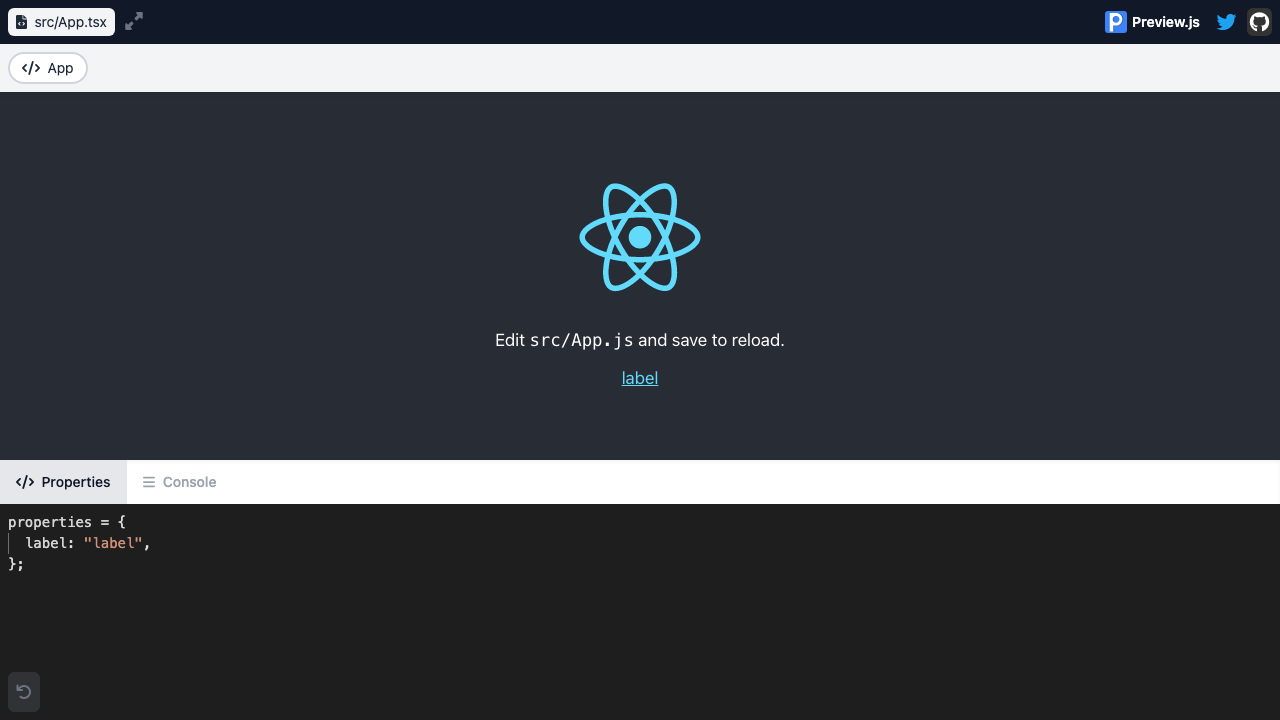 src/App.tsx
Preview.js
</> App
Edit src/App.js and save to reload.
label
</> Properties
Console
properties = {
  label: "label",
};